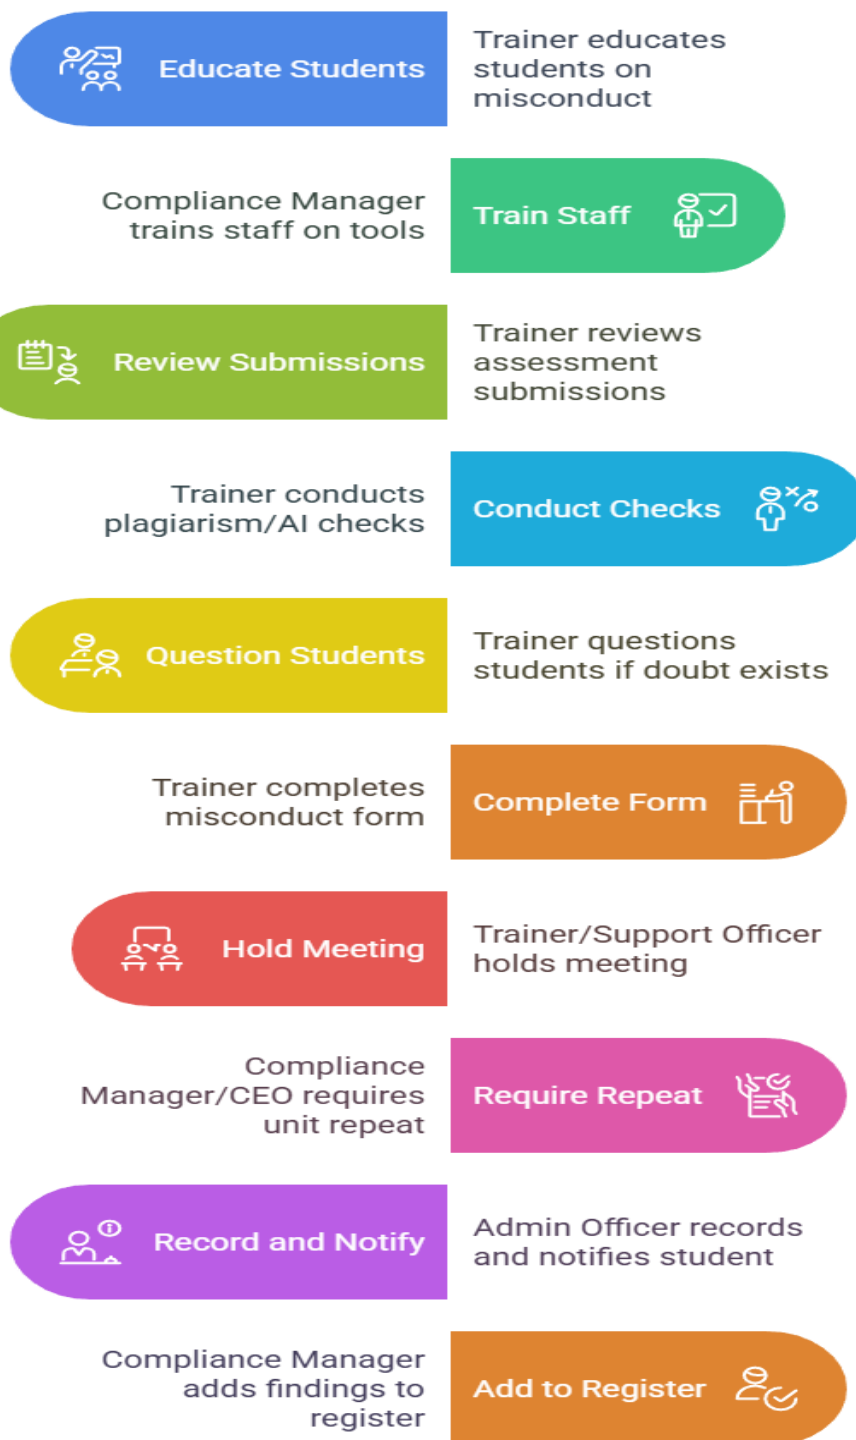 Educate Students
Trainer educates
students on
misconduct
Compliance Manager
trains staff on tools
Train Staff
Review Submissions
Trainer reviews
assessment
submissions
Trainer conducts
plagiarism/AI checks
Conduct Checks
Question Students
Trainer questions
students if doubt exists
Trainer completes
misconduct form
Complete Form
Hold Meeting
Trainer/Support Officer
holds meeting
Compliance
Manager/CEO requires
unit repeat
Require Repeat
Record and Notify
Admin Officer records
and notifies student
Compliance Manager
adds findings to
register
Add to Register